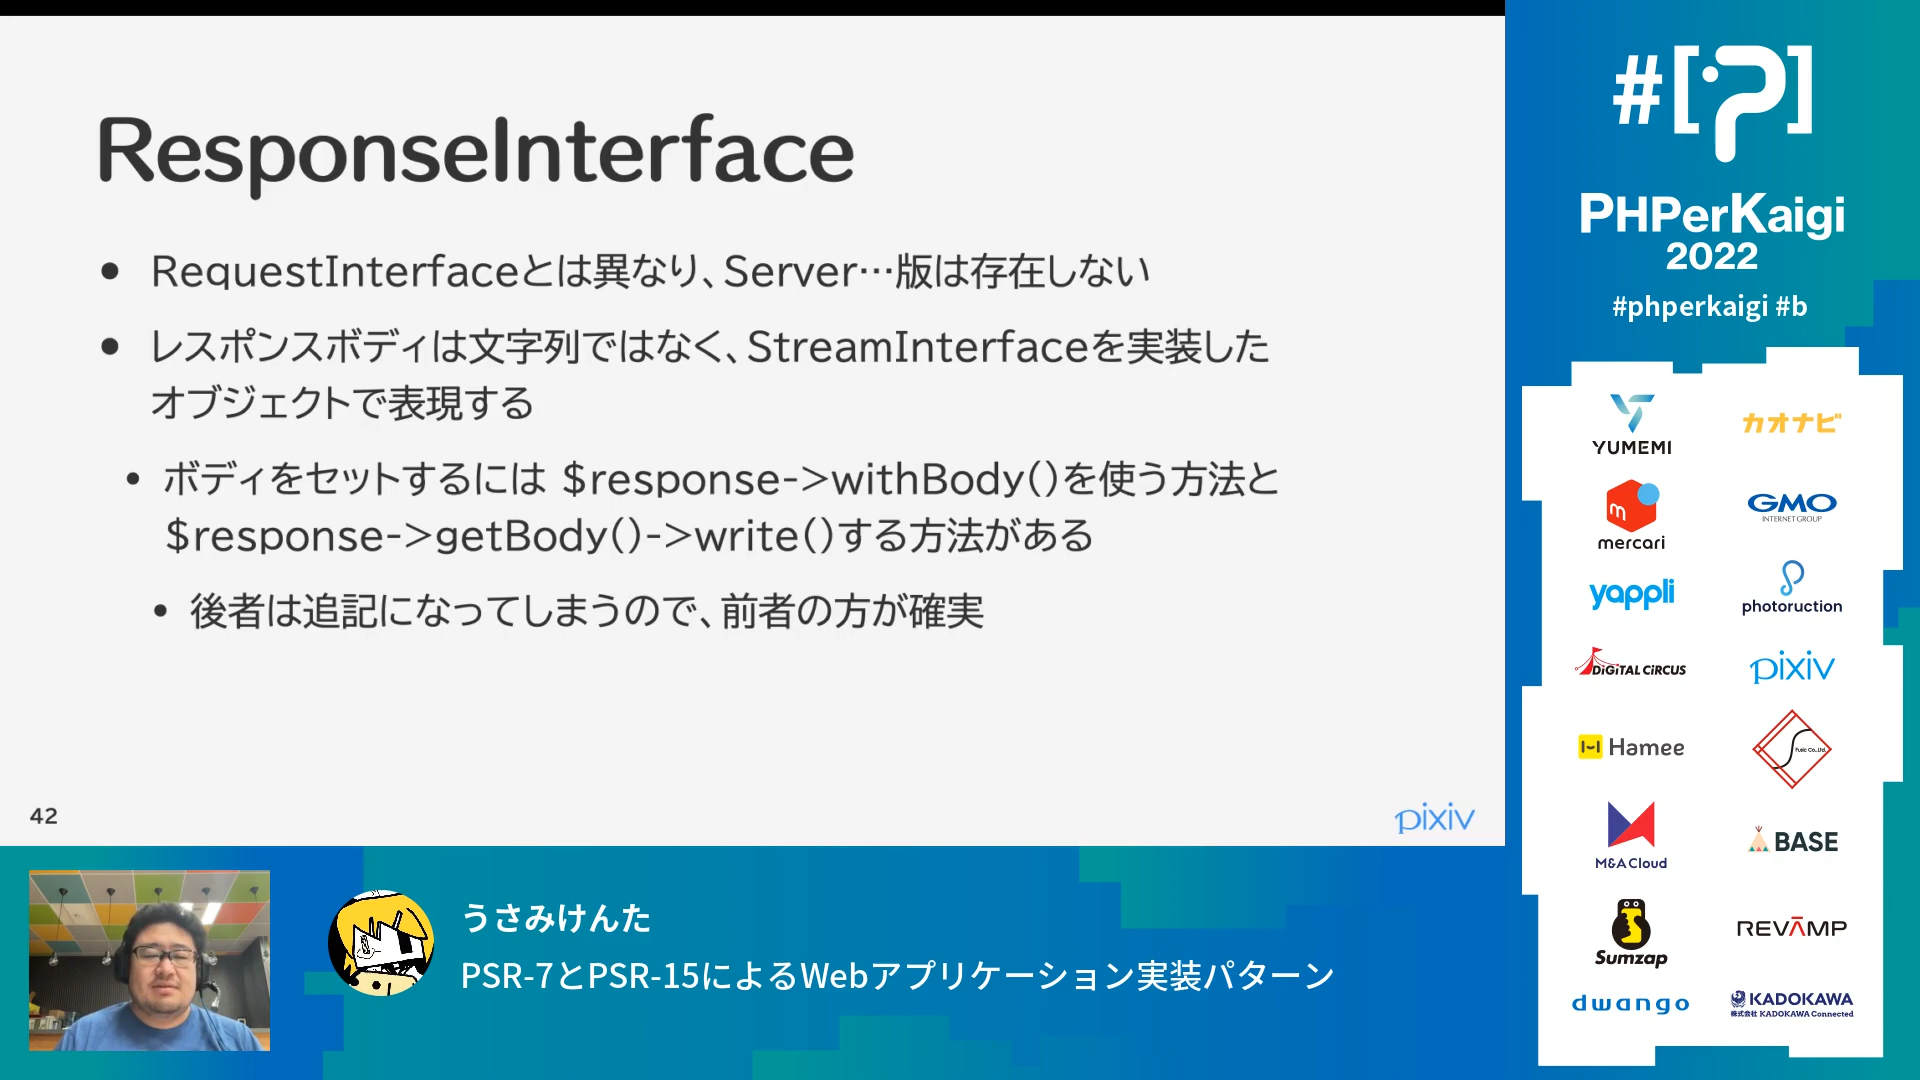 ResponseInterface
• RequestInterfaceとは異なり、Server…版は存在しない
• レスポンスボディは文字列ではなく、StreamInterfaceを実装した
オブジェクトで表現する
• ボディをセットするには $response->withBody()を使う方法と
$response->getBody()->write()する方法がある
• 後者は追記になってしまうので、前者の方が確実
42
pixiv
うさみけんた
PSR-7とPSR-15によるWebアプリケーション実装パターン
#[P]
PHPerKaigi
2022
#phperkaigi #b
YUMEMI
カオナビ
mercari
GMO
INTERNET GROUP
yappli
photoruction
DiGiTAL CiRCUS
pixiv
Hamee
Fusic Co.,Ltd.
M&A Cloud
BASE
Sumzap
REVAMP
dwango
KADOKAWA
株式会社 KADOKAWA Connected